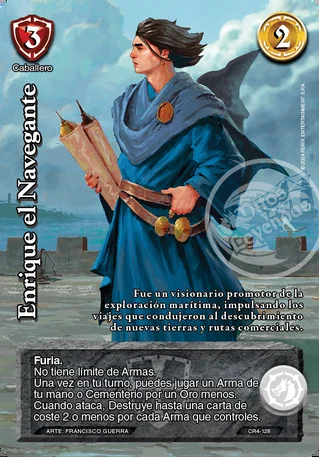 3
2
Caballero
Enrique el Navegante
© 2024 FENIX ENTERTAINMENT S.P.A.
Fue un visionario promotor de la
exploración marítima, impulsando los
viajes que condujeron al descubrimiento
de nuevas tierras y rutas comerciales.
Furia.
No tiene límite de Armas.
Una vez en tu turno, puedes jugar un Arma de
tu mano o Cementerio por un Oro menos.
Cuando ataca, Destruye hasta una carta de
coste 2 o menos por cada Arma que controles.
ARTE: FRANCISCO GUERRA
CR4-128